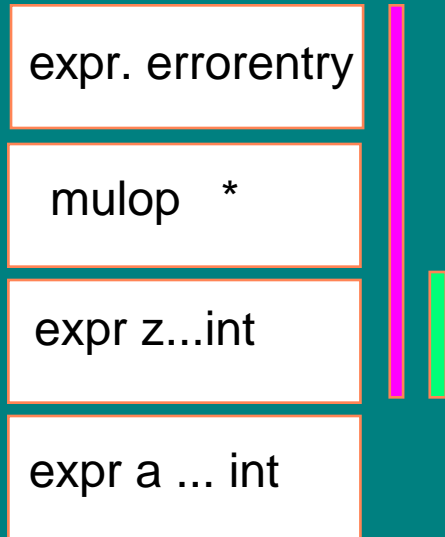 expr. errorentry
mulop *
expr z...int
expr a ... int